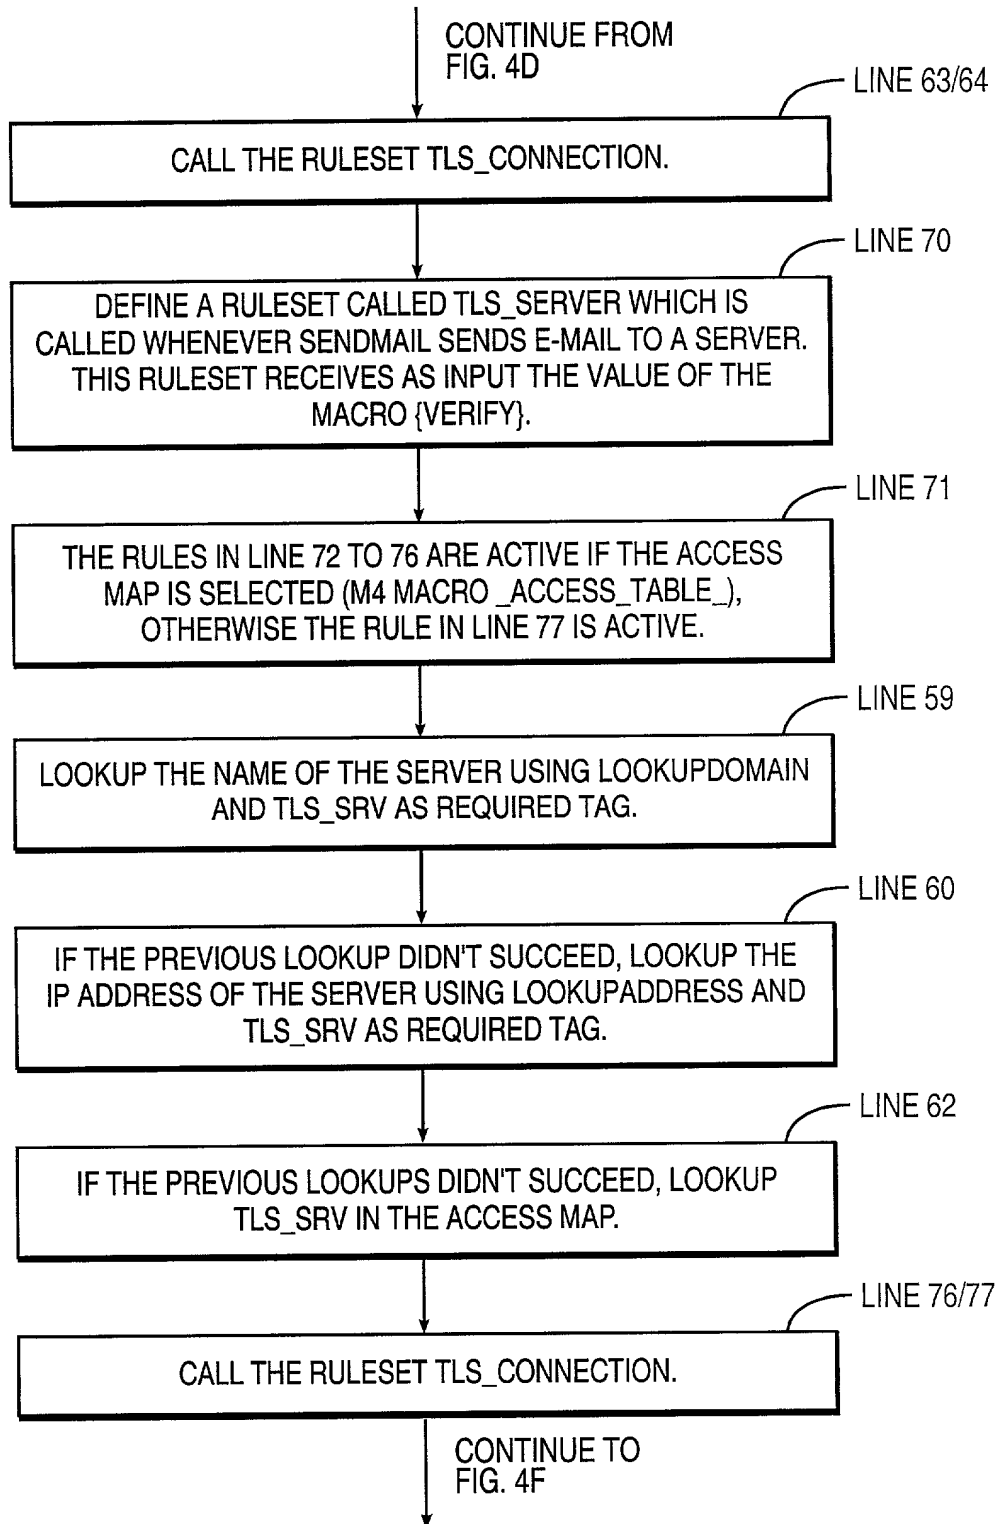 CONTINUE FROM
FIG. 4D
LINE 63/64
CALL THE RULESET TLS_CONNECTION.
LINE 70
DEFINE A RULESET CALLED TLS_SERVER WHICH IS
CALLED WHENEVER SENDMAIL SENDS E-MAIL TO A SERVER.
THIS RULESET RECEIVES AS INPUT THE VALUE OF THE
MACRO {VERIFY}.
LINE 71
THE RULES IN LINE 72 TO 76 ARE ACTIVE IF THE ACCESS
MAP IS SELECTED (M4 MACRO _ACCESS_TABLE_),
OTHERWISE THE RULE IN LINE 77 IS ACTIVE.
LINE 59
LOOKUP THE NAME OF THE SERVER USING LOOKUPDOMAIN
AND TLS_SRV AS REQUIRED TAG.
LINE 60
IF THE PREVIOUS LOOKUP DIDN'T SUCCEED, LOOKUP THE
IP ADDRESS OF THE SERVER USING LOOKUPADDRESS AND
TLS_SRV AS REQUIRED TAG.
LINE 62
IF THE PREVIOUS LOOKUPS DIDN'T SUCCEED, LOOKUP
TLS_SRV IN THE ACCESS MAP.
LINE 76/77
CALL THE RULESET TLS_CONNECTION.
CONTINUE TO
FIG. 4F